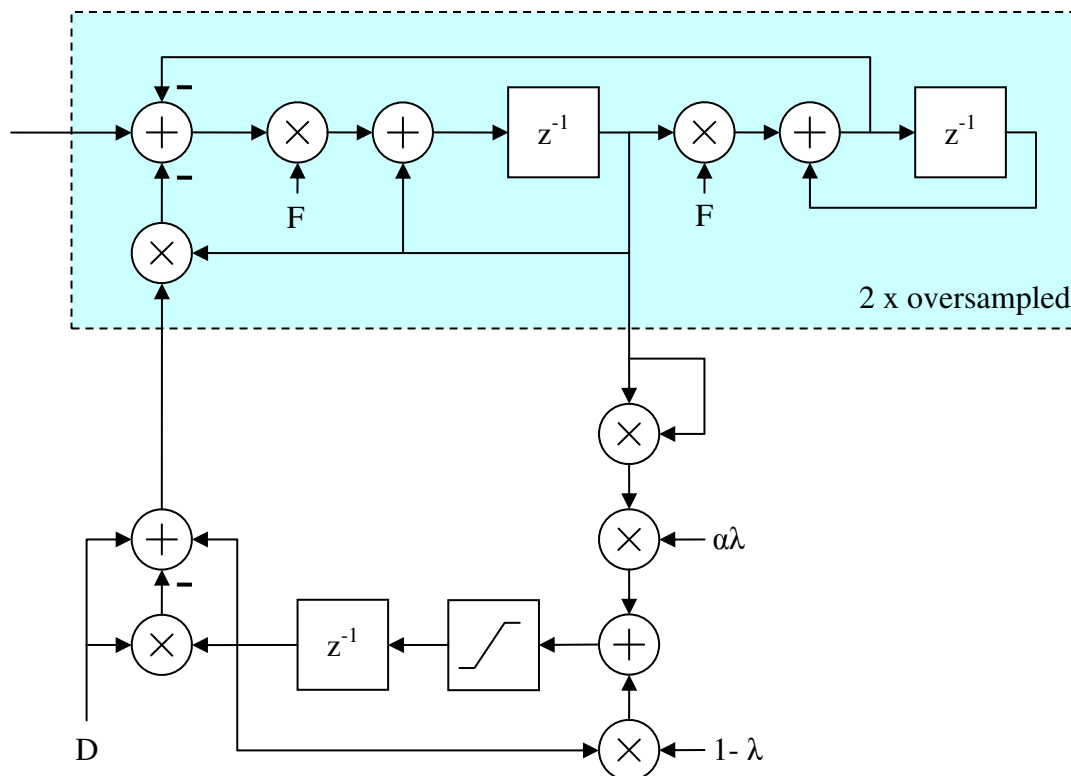 z⁻¹
z⁻¹
F
F
2 x oversampled
αλ
z⁻¹
D
1- λ